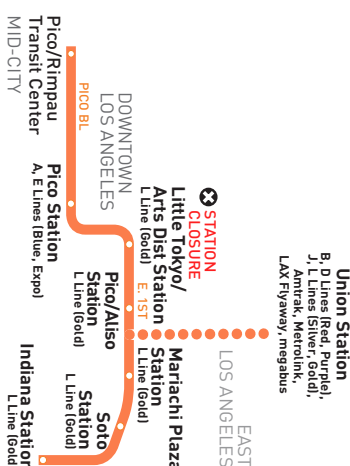 Pico/Rimpau
Transit Center
MID-CITY
PICO BL
DOWNTOWN
LOS ANGELES
Pico Station
A, E Lines (Blue, Expo)
STATION
CLOSURE
Little Tokyo/
Arts Dist Station
L Line (Gold)
E. 1ST
Pico/Aliso
Station
L Line (Gold)
Union Station
B, D Lines (Red, Purple),
J, L Lines (Silver, Gold),
Amtrak, Metrolink,
LAX Flyaway, megabus
Mariachi Plaza
Station
L Line (Gold)
EAST
LOS ANGELES
Soto
Station
L Line (Gold)
Indiana Station
L Line (Gold